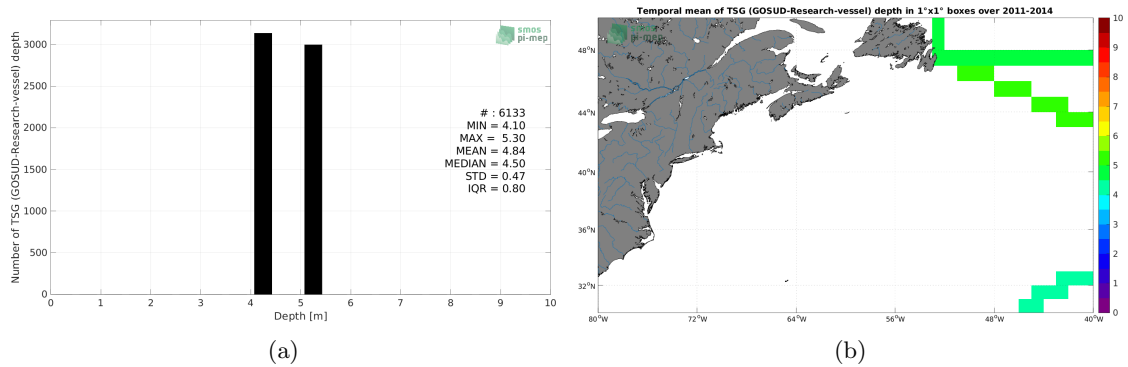 smos
pi-mep
Number of TSG (GOSUD-Research-vessel) depth
3000
2500
2000
1500
1000
500
0
# : 6133
MIN = 4.10
MAX = 5.30
MEAN = 4.84
MEDIAN = 4.50
STD = 0.47
IQR = 0.80
0 1 2 3 4 5 6 7 8 9 10
Depth [m]
(a)
Temporal mean of TSG (GOSUD-Research-vessel) depth in 1°x1° boxes over 2011-2014
smos
pi-mep
48°N
44°N
40°N
36°N
32°N
80°W 72°W 64°W 56°W 48°W 40°W
10
9
8
7
6
5
4
3
2
1
0
(b)